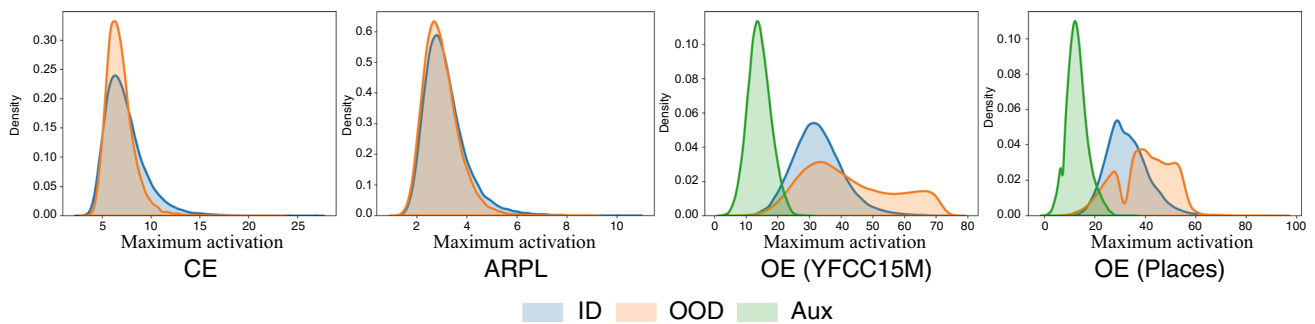 0.30
0.25
0.20
0.15
0.10
0.05
0.00
Density
5 10 15 20 25
Maximum activation
CE
0.6
0.5
0.4
0.3
0.2
0.1
0.0
Density
2 4 6 8 10
Maximum activation
ARPL
0.10
0.08
0.06
0.04
0.02
0.00
Density
0 10 20 30 40 50 60 70 80
Maximum activation
OE (YFCC15M)
0.10
0.08
0.06
0.04
0.02
0.00
Density
0 20 40 60 80 100
Maximum activation
OE (Places)
ID OOD Aux